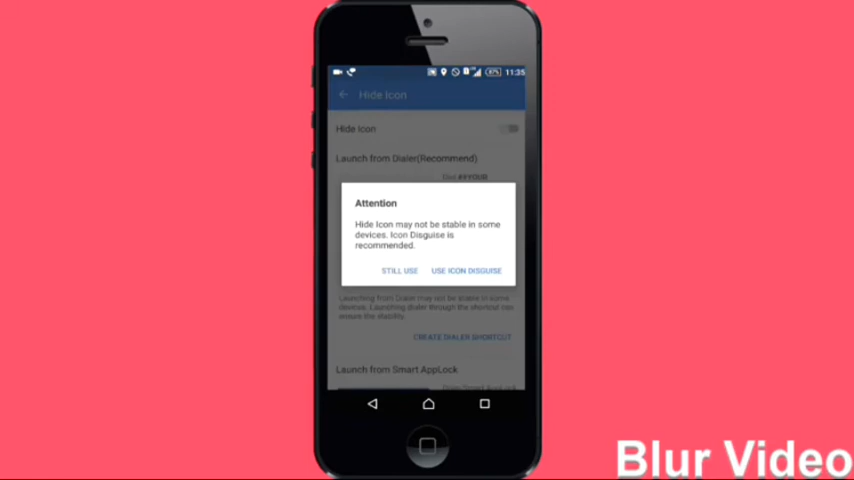 11:35
Hide Icon
Hide Icon
Launch from Dialer(Recommend)
Attention
Hide Icon may not be stable in some
devices. Icon Disguise is
recommended.
STILL USE USE ICON DISGUISE
Launching from Dialer may not be stable in some
devices. Launching dialer through the shortcut can
ensure the stability.
CREATE DIALER SHORTCUT
Launch from Smart AppLock
Blur Video